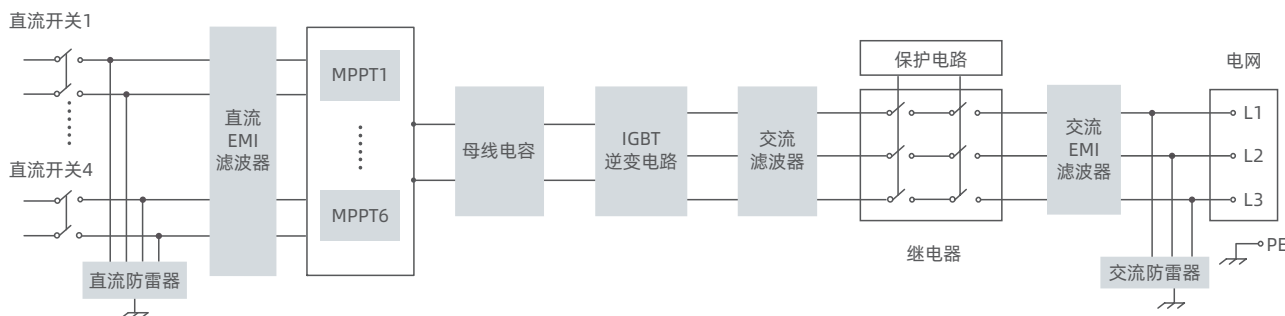 直流开关1
直流开关4
直流防雷器
直流
EMI
滤波器
MPPT1
MPPT6
母线电容
IGBT
逆变电路
交流
滤波器
保护电路
继电器
交流
EMI
滤波器
交流防雷器
电网
L1
L2
L3
PE